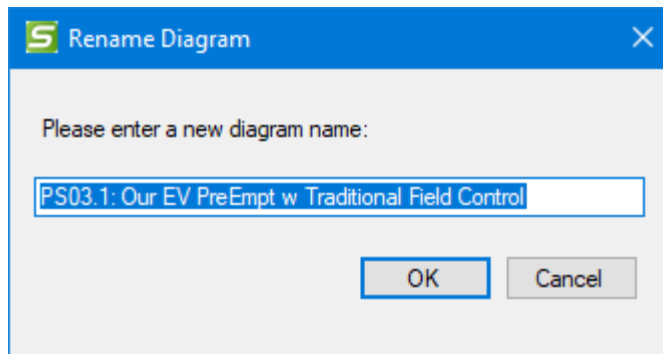 Rename Diagram
Please enter a new diagram name:
PS03.1: Our EV PreEmpt w Traditional Field Control
OK
Cancel